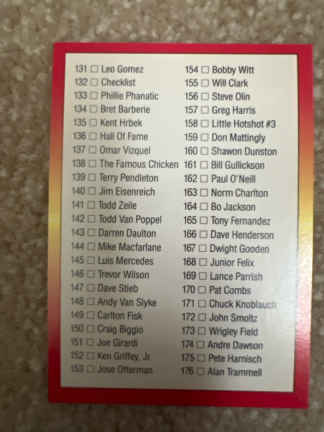 131 ☐ Leo Gomez
132 ☐ Checklist
133 ☐ Phillie Phanatic
134 ☐ Bret Barberie
135 ☐ Kent Hrbek
136 ☐ Hall Of Fame
137 ☐ Omar Vizquel
138 ☐ The Famous Chicken
139 ☐ Terry Pendleton
140 ☐ Jim Eisenreich
141 ☐ Todd Zeile
142 ☐ Todd Van Poppel
143 ☐ Darren Daulton
144 ☐ Mike Macfarlane
145 ☐ Luis Mercedes
146 ☐ Trevor Wilson
147 ☐ Dave Stieb
148 ☐ Andy Van Slyke
149 ☐ Carlton Fisk
150 ☐ Craig Biggio
151 ☐ Joe Girardi
152 ☐ Ken Griffey, Jr.
153 ☐ Jose Offerman
154 ☐ Bobby Witt
155 ☐ Will Clark
156 ☐ Steve Olin
157 ☐ Greg Harris
158 ☐ Little Hotshot #3
159 ☐ Don Mattingly
160 ☐ Shawon Dunston
161 ☐ Bill Gullickson
162 ☐ Paul O'Neill
163 ☐ Norm Charlton
164 ☐ Bo Jackson
165 ☐ Tony Fernandez
166 ☐ Dave Henderson
167 ☐ Dwight Gooden
168 ☐ Junior Felix
169 ☐ Lance Parrish
170 ☐ Pat Combs
171 ☐ Chuck Knoblauch
172 ☐ John Smoltz
173 ☐ Wrigley Field
174 ☐ Andre Dawson
175 ☐ Pete Harnisch
176 ☐ Alan Trammell